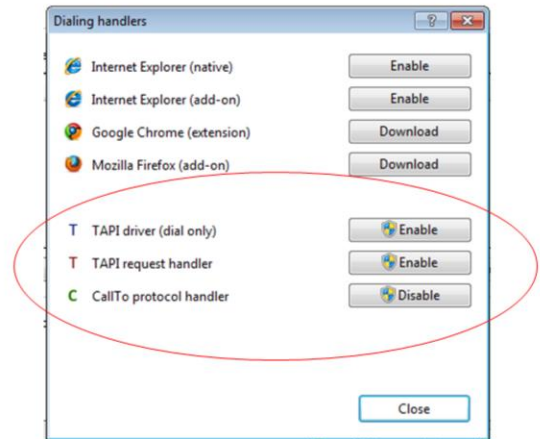 Dialing handlers
Internet Explorer (native) Enable
Internet Explorer (add-on) Enable
Google Chrome (extension) Download
Mozilla Firefox (add-on) Download
T TAPI driver (dial only) Enable
T TAPI request handler Enable
C CallTo protocol handler Disable
Close